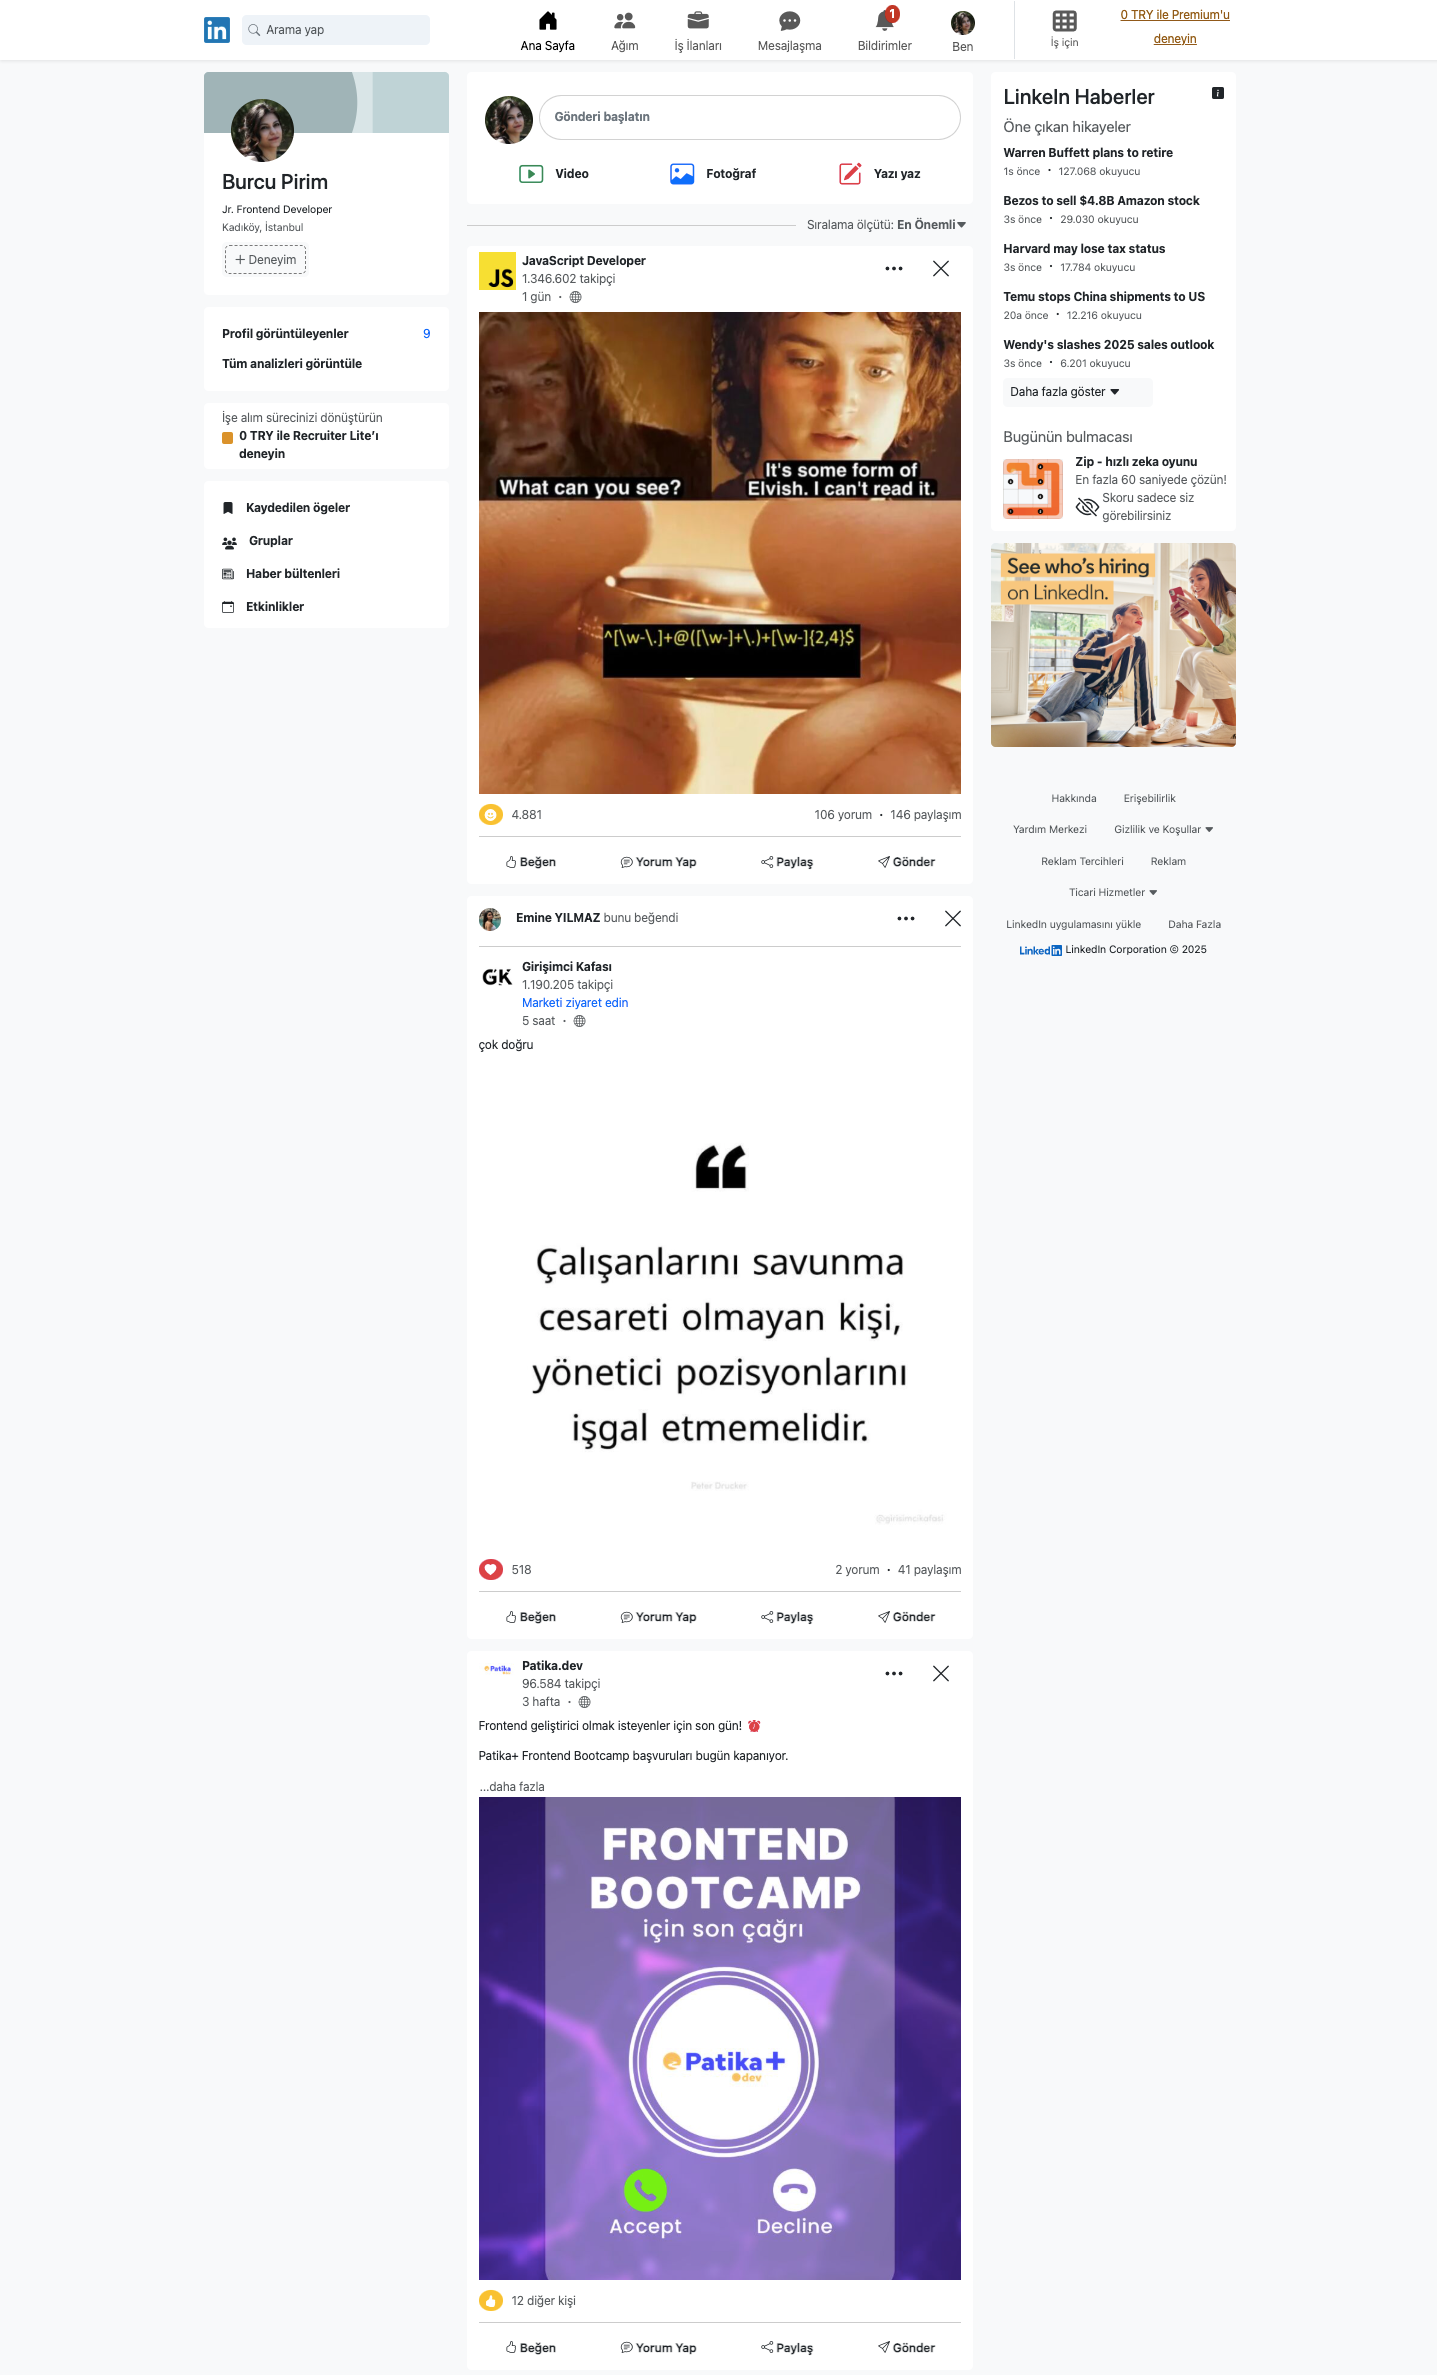 in
Arama yap
Ana Sayfa
Ağım
İş İlanları
Mesajlaşma
1
Bildirimler
Ben
İş için
0 TRY ile Premium'u
deneyin
Burcu Pirim
Jr. Frontend Developer
Kadıköy, İstanbul
+ Deneyim
Profil görüntüleyenler 9
Tüm analizleri görüntüle
İşe alım sürecinizi dönüştürün
0 TRY ile Recruiter Lite'ı
deneyin
Kaydedilen ögeler
Gruplar
Haber bültenleri
Etkinlikler
Gönderi başlatın
Video
Fotoğraf
Yazı yaz
Sıralama ölçütü: En Önemli
JS
JavaScript Developer
1.346.602 takipçi
1 gün •
What can you see?
It's some form of
Elvish. I can't read it.
^[\w-\.]+@([\w-]+\.)+[\w-]{2,4}$
4.881
106 yorum • 146 paylaşım
Beğen
Yorum Yap
Paylaş
Gönder
Emine YILMAZ bunu beğendi
GK
Girişimci Kafası
1.190.205 takipçi
Marketi ziyaret edin
5 saat •
çok doğru
Çalışanlarını savunma
cesareti olmayan kişi,
yönetici pozisyonlarını
işgal etmemelidir.
Peter Drucker
@girisimcikafasi
518
2 yorum • 41 paylaşım
Beğen
Yorum Yap
Paylaş
Gönder
Patika
Patika.dev
96.584 takipçi
3 hafta •
Frontend geliştirici olmak isteyenler için son gün!
Patika+ Frontend Bootcamp başvuruları bugün kapanıyor.
...daha fazla
FRONTEND
BOOTCAMP
için son çağrı
Patika+
dev
Accept
Decline
12 diğer kişi
Beğen
Yorum Yap
Paylaş
Gönder
LinkeIn Haberler
Öne çıkan hikayeler
Warren Buffett plans to retire
1s önce • 127.068 okuyucu
Bezos to sell $4.8B Amazon stock
3s önce • 29.030 okuyucu
Harvard may lose tax status
3s önce • 17.784 okuyucu
Temu stops China shipments to US
20a önce • 12.216 okuyucu
Wendy's slashes 2025 sales outlook
3s önce • 6.201 okuyucu
Daha fazla göster
Bugünün bulmacası
Zip - hızlı zeka oyunu
En fazla 60 saniyede çözün!
Skoru sadece siz
görebilirsiniz
See who's hiring
on LinkedIn.
Hakkında
Erişebilirlik
Yardım Merkezi
Gizlilik ve Koşullar
Reklam Tercihleri
Reklam
Ticari Hizmetler
LinkedIn uygulamasını yükle
Daha Fazla
Linkedin LinkedIn Corporation © 2025